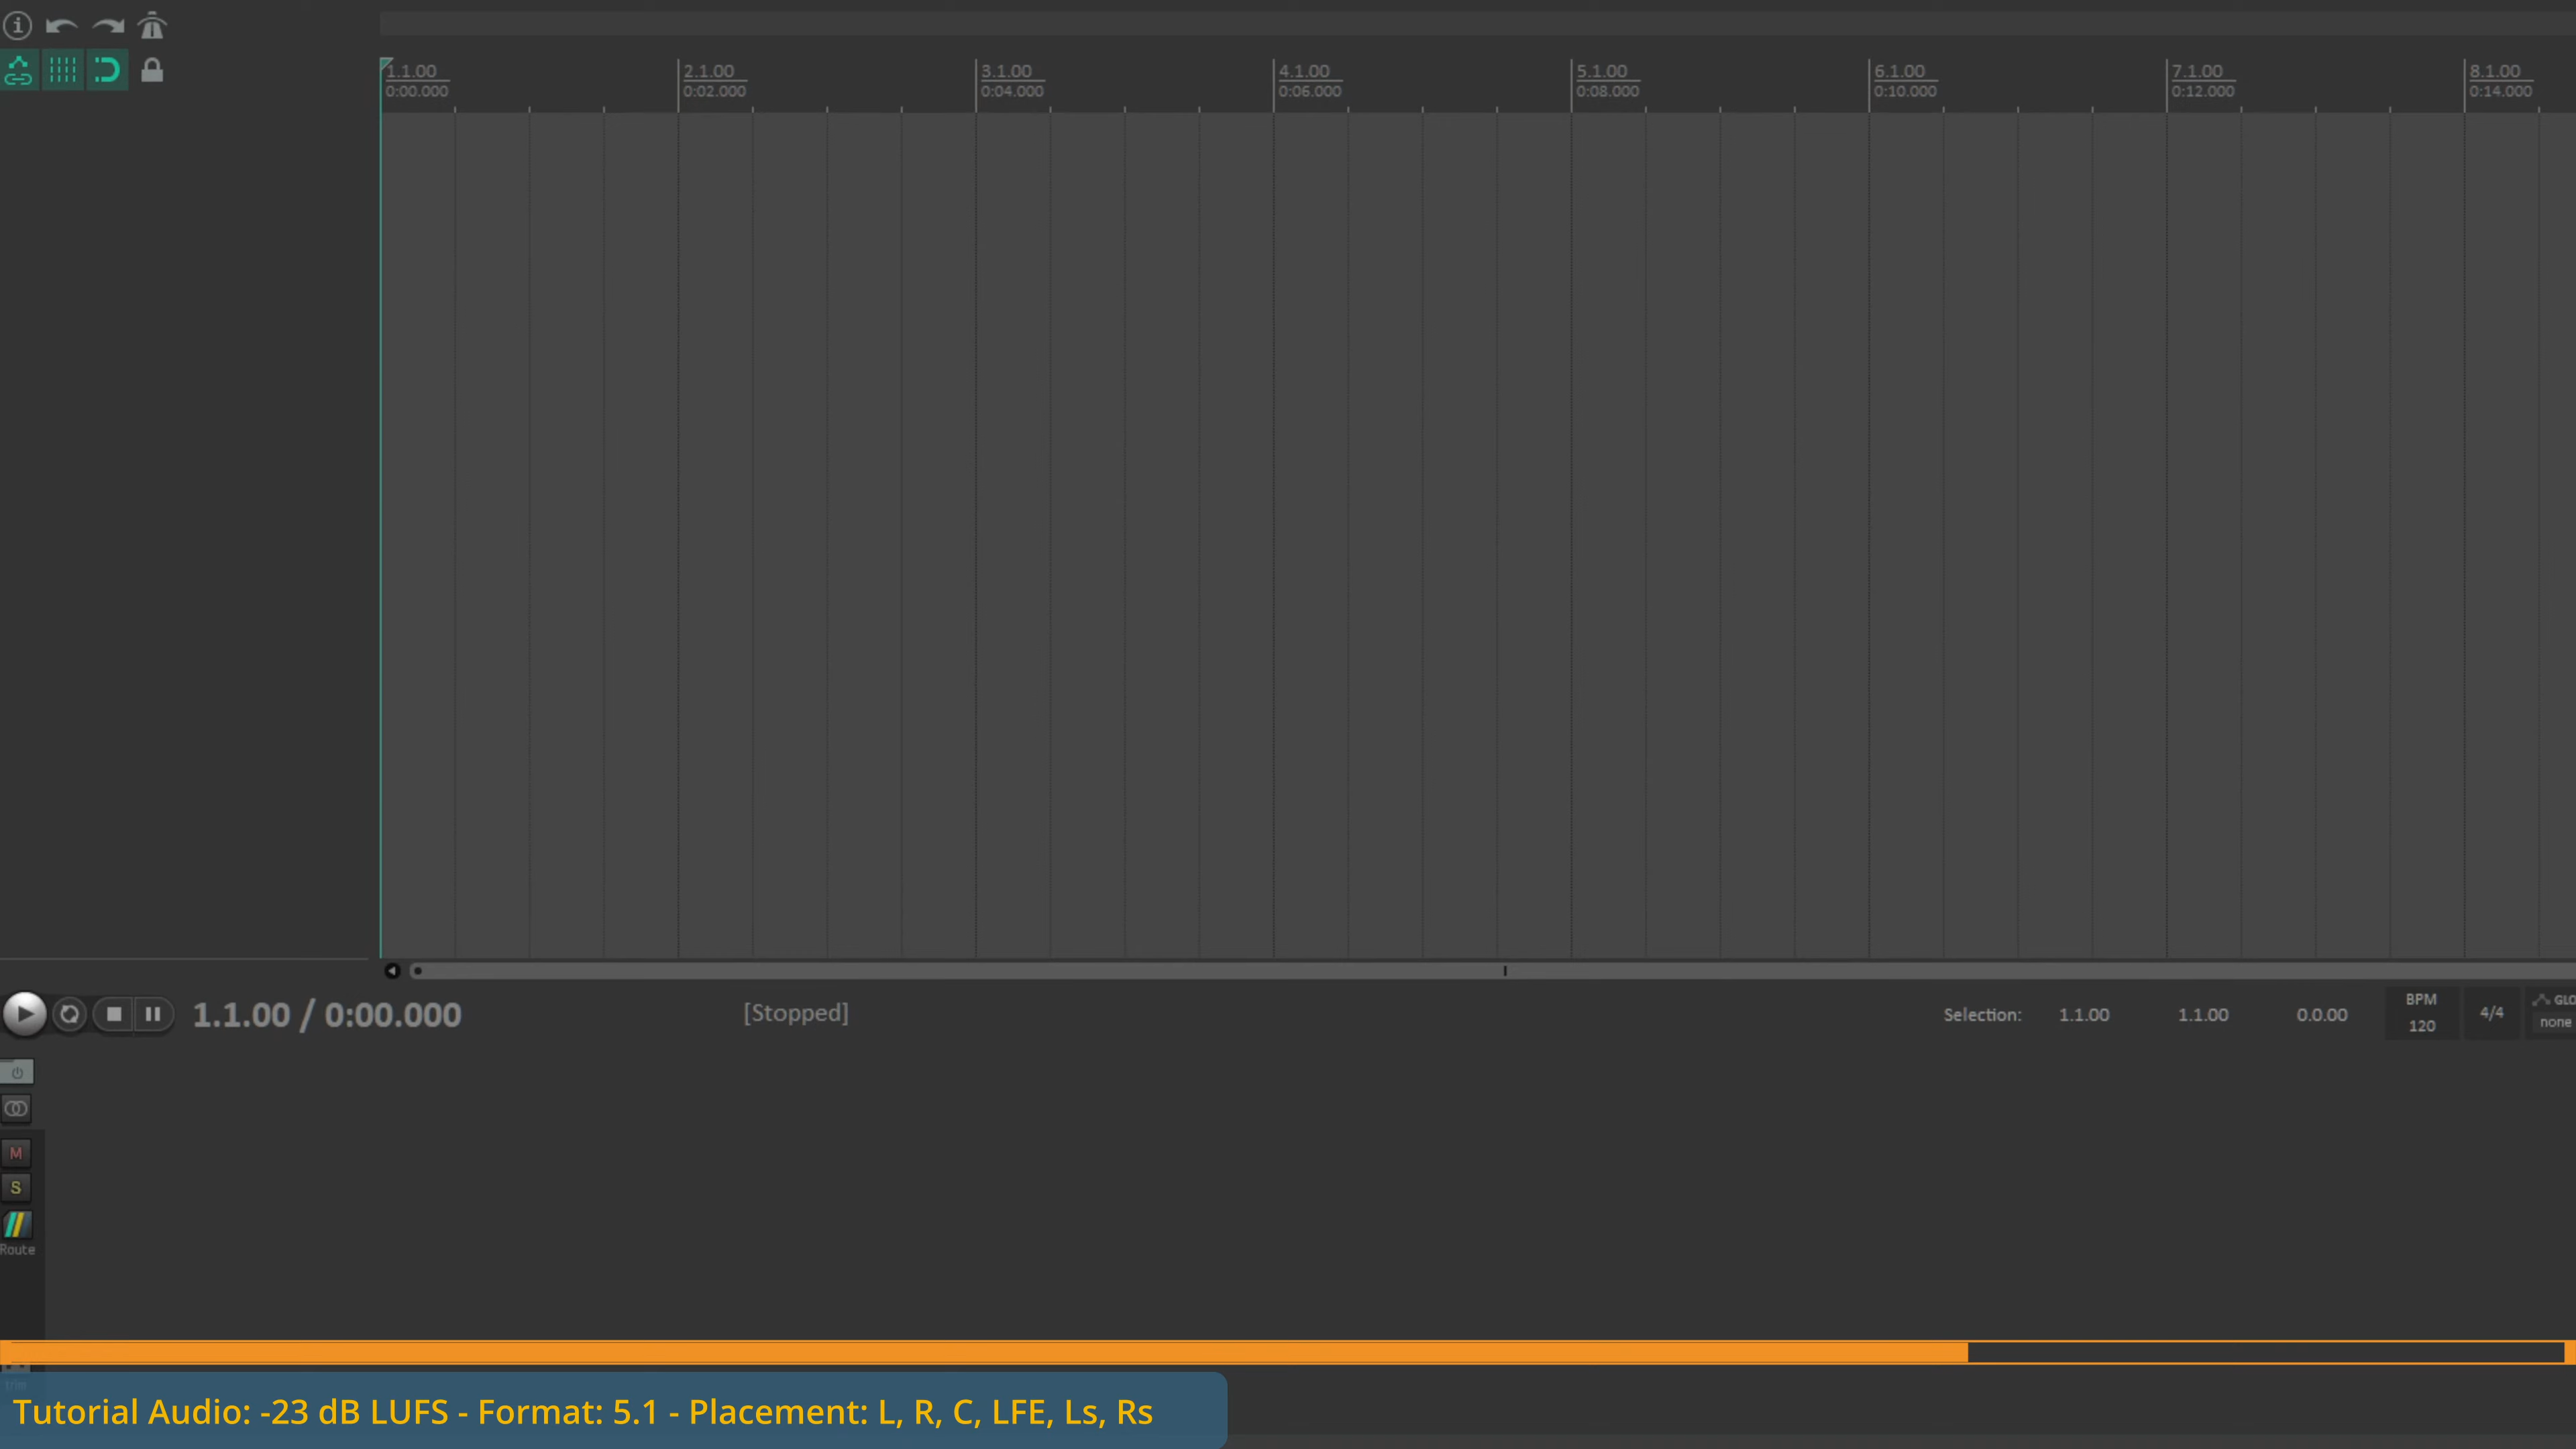 1.1.00
0:00.000
2.1.00
0:02.000
3.1.00
0:04.000
4.1.00
0:06.000
5.1.00
0:08.000
6.1.00
0:10.000
7.1.00
0:12.000
8.1.00
0:14.000
1.1.00 / 0:00.000
[Stopped]
Selection: 1.1.00 1.1.00 0.0.00
BPM
120
4/4
GLO
none
M
S
Route
trim
Tutorial Audio: -23 dB LUFS - Format: 5.1 - Placement: L, R, C, LFE, Ls, Rs